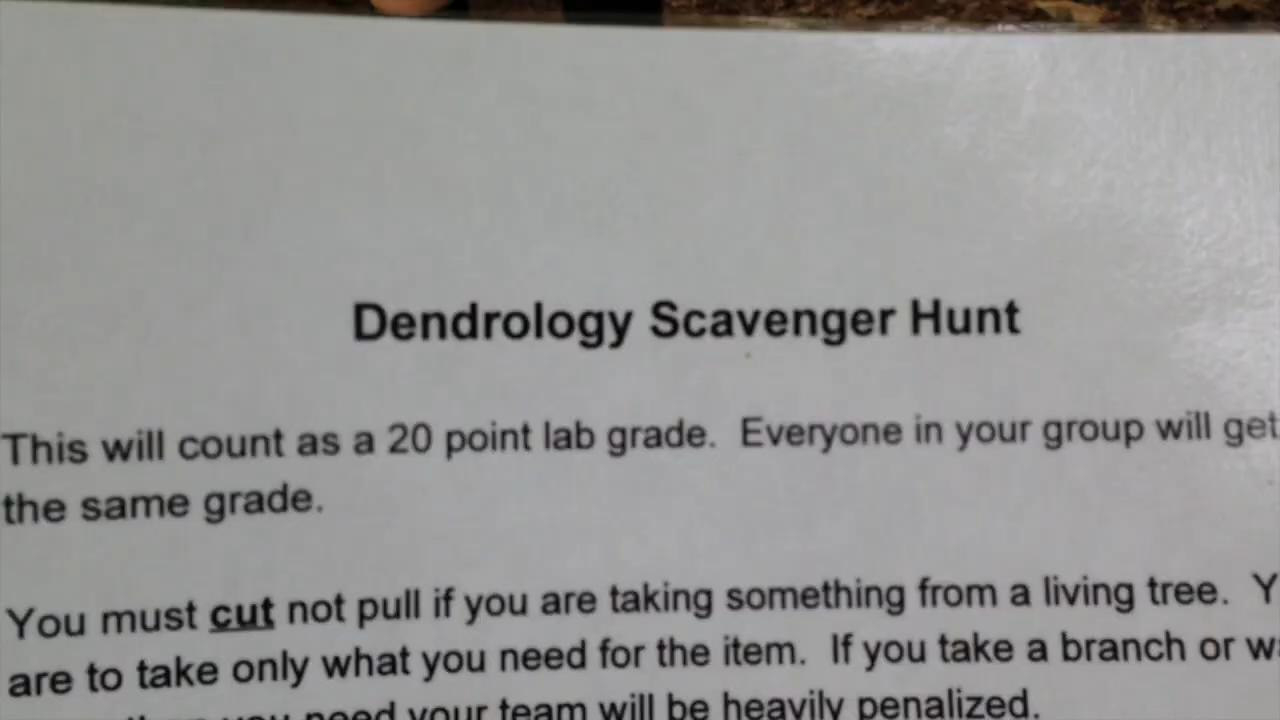 Dendrology Scavenger Hunt
This will count as a 20 point lab grade. Everyone in your group will get
the same grade.
You must cut not pull if you are taking something from a living tree. Y
are to take only what you need for the item. If you take a branch or w
you need your team will be heavily penalized.